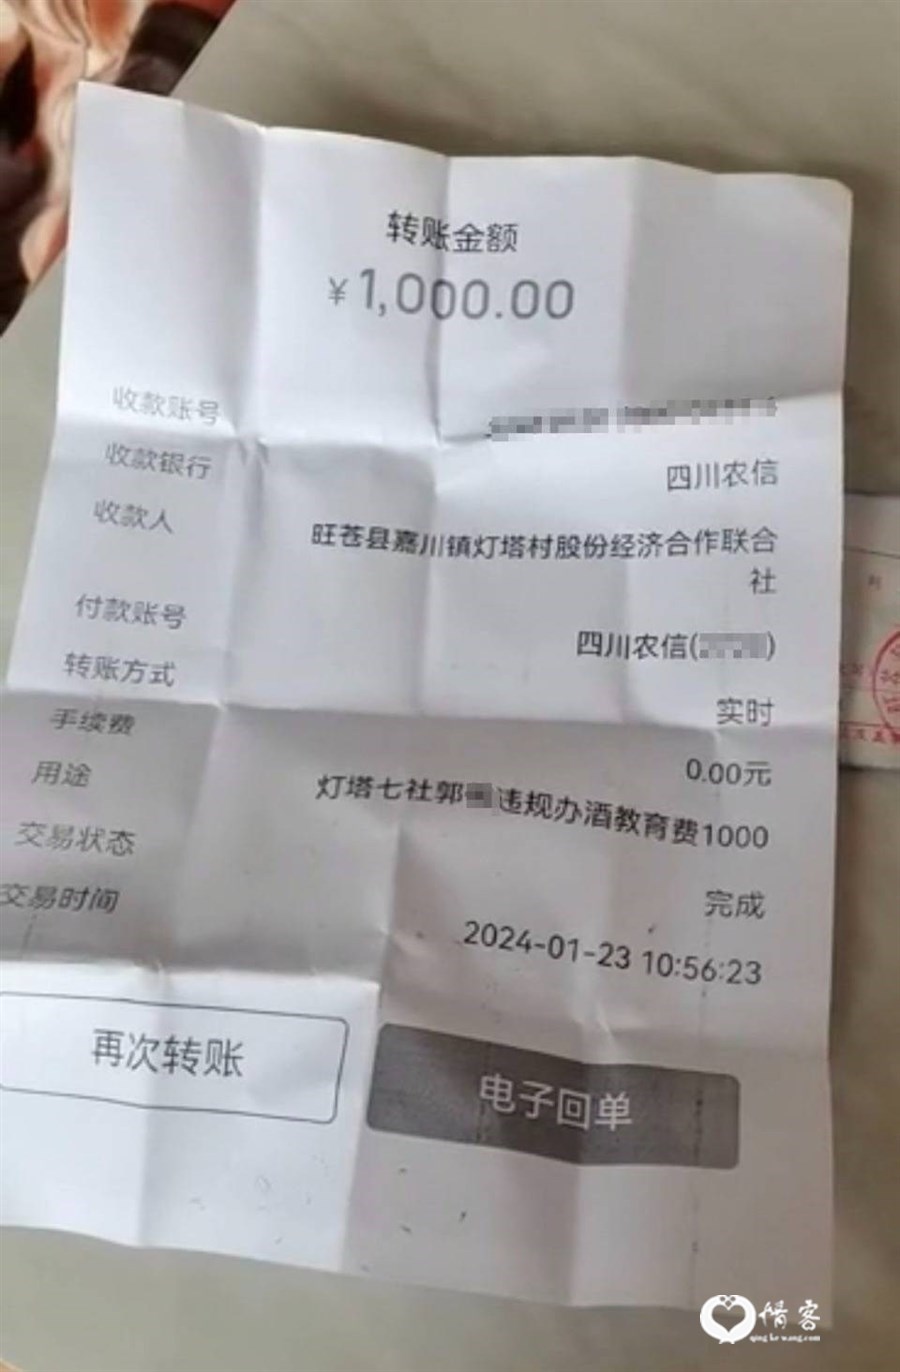 转账金额
¥1,000.00
收款账号
收款银行 四川农信
收款人 旺苍县嘉川镇灯塔村股份经济合作联合
社
付款账号 四川农信( )
转账方式 实时
手续费 0.00元
用途 灯塔七社郭 违规办酒教育费1000
交易状态 完成
交易时间 2024-01-23 10:56:23
再次转账 电子回单
情客
qingkewang.com